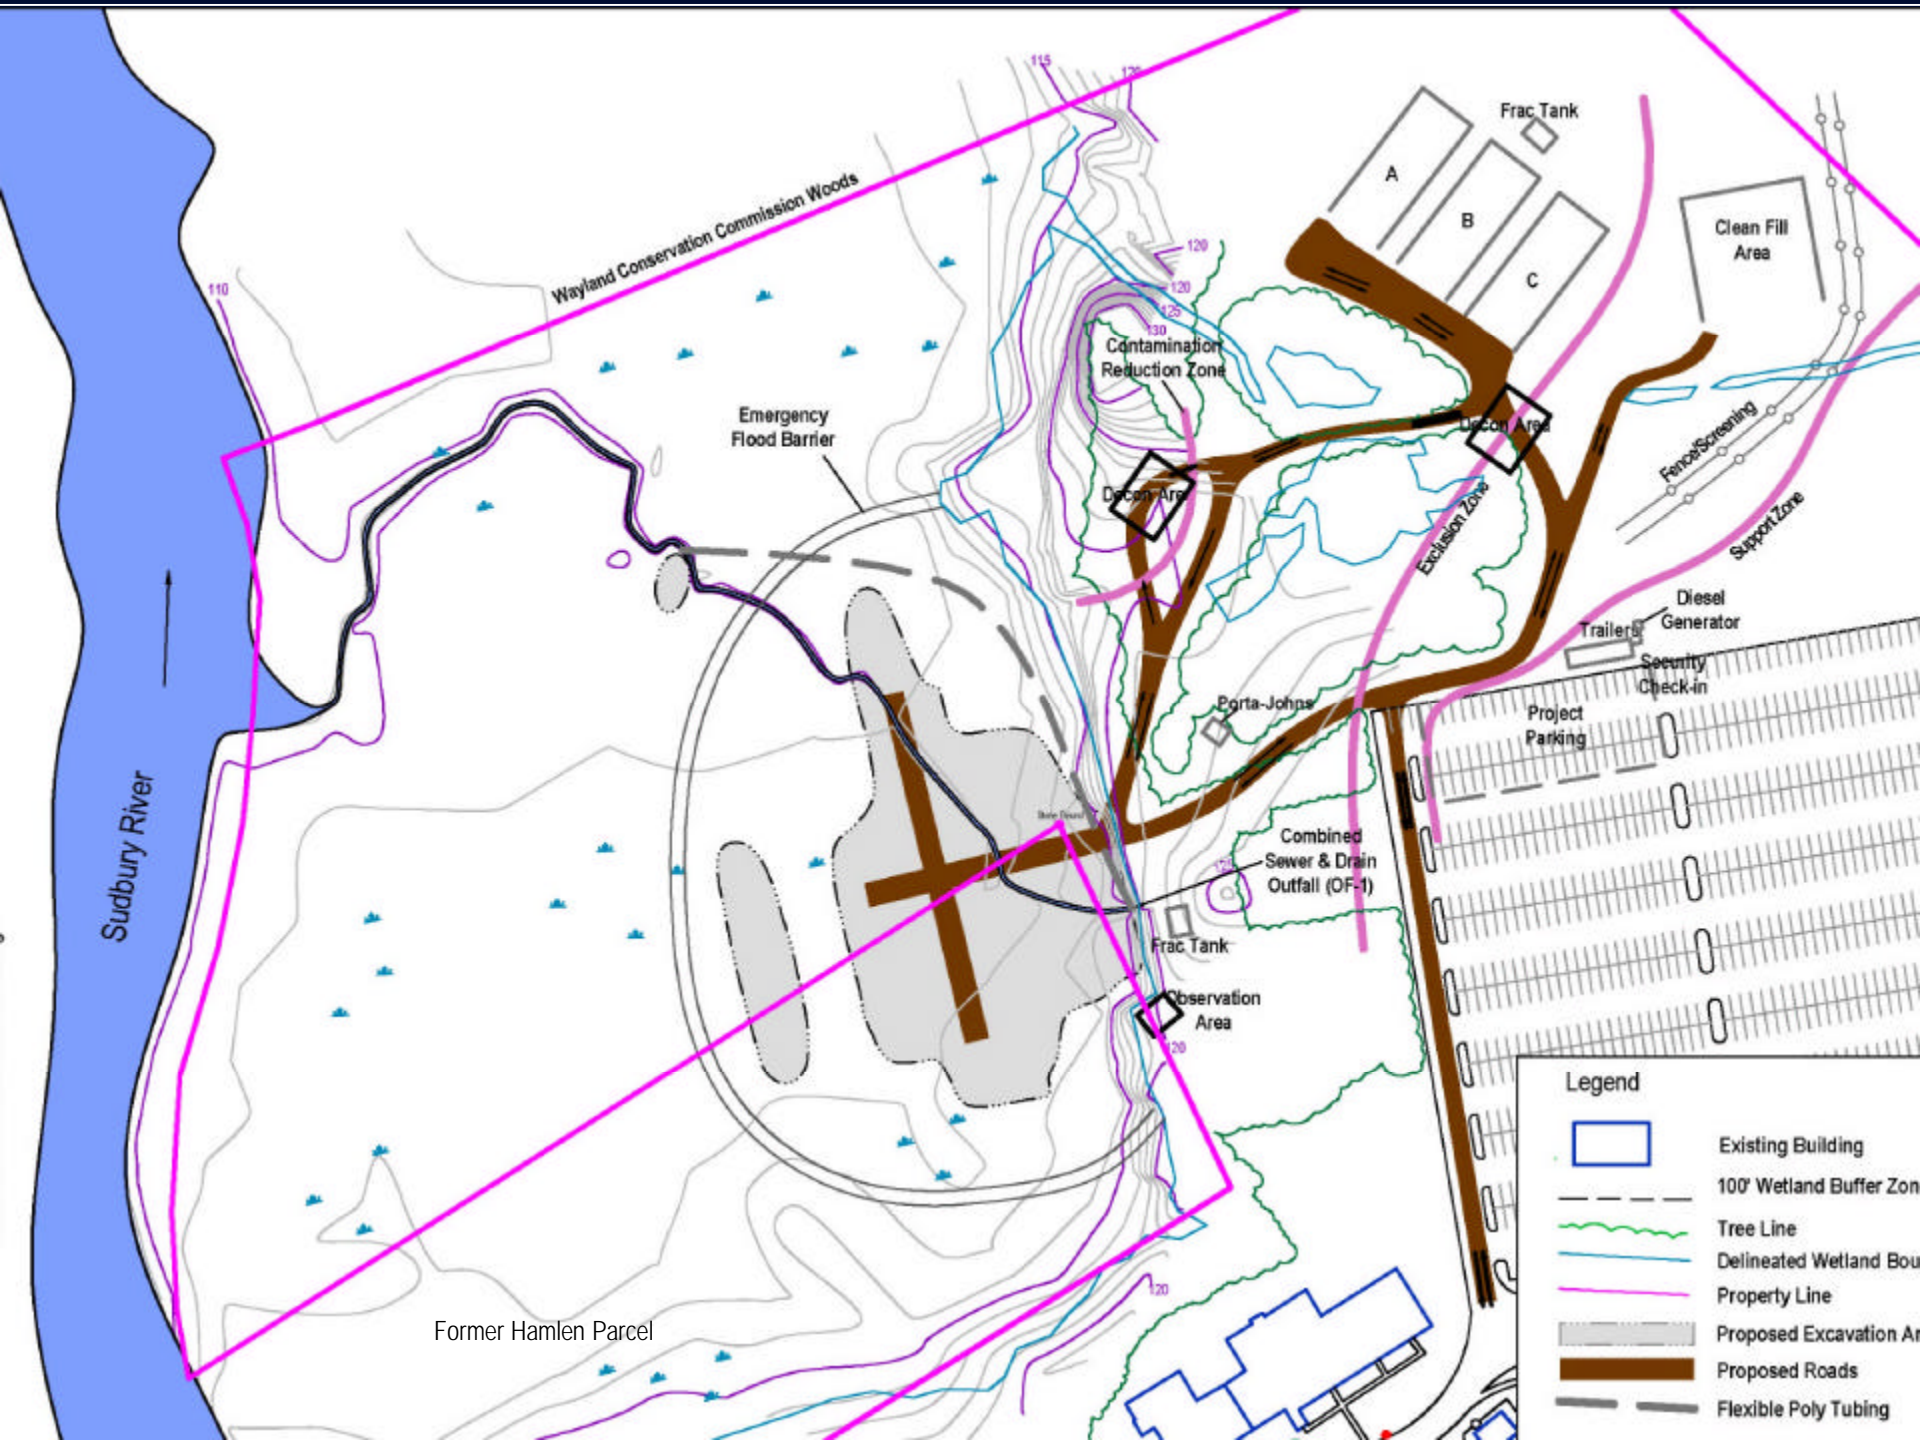 115
120
Frac Tank
A
B
C
Clean Fill
Area
Wayland Conservation Commission Woods
110
120
120
125
130
Contamination
Reduction Zone
Emergency
Flood Barrier
Decon Area
Decon Area
Fence/Screening
Exclusion Zone
Support Zone
Diesel
Generator
Trailers
Security
Check-in
Porta-Johns
Project
Parking
Sudbury River
Combined
Sewer & Drain
Outfall (OF-1)
125
Frac Tank
Observation
Area
120
120
Former Hamlen Parcel
Legend
Existing Building
100' Wetland Buffer Zon
Tree Line
Delineated Wetland Bou
Property Line
Proposed Excavation Ar
Proposed Roads
Flexible Poly Tubing